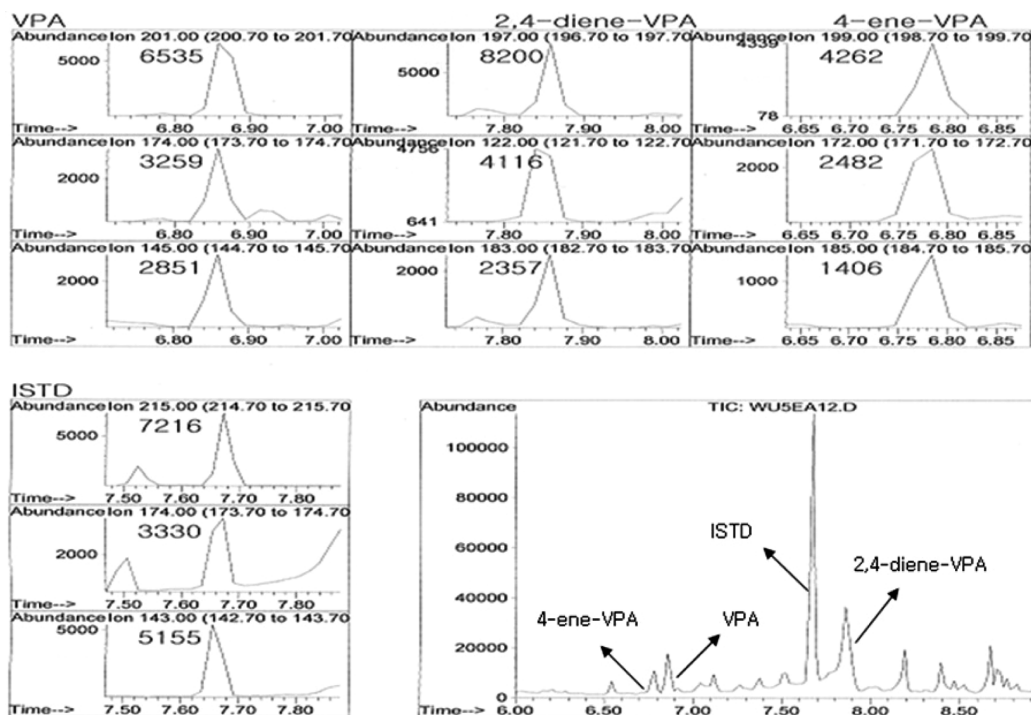 VPA
2,4-diene-VPA
4-ene-VPA
Abundance Ion 201.00 (200.70 to 201.70
6535
5000
Time-->
6.80 6.90 7.00
Abundance Ion 197.00 (196.70 to 197.70
8200
5000
Time-->
7.80 7.90 8.00
Abundance Ion 199.00 (198.70 to 199.70
4339
4262
78
Time-->
6.65 6.70 6.75 6.80 6.85
Abundance Ion 174.00 (173.70 to 174.70
3259
2000
Time-->
6.80 6.90 7.00
Abundance Ion 122.00 (121.70 to 122.70
4756
4116
641
Time-->
7.80 7.90 8.00
Abundance Ion 172.00 (171.70 to 172.70
2482
2000
Time-->
6.65 6.70 6.75 6.80 6.85
Abundance Ion 145.00 (144.70 to 145.70
2851
2000
Time-->
6.80 6.90 7.00
Abundance Ion 183.00 (182.70 to 183.70
2357
2000
Time-->
7.80 7.90 8.00
Abundance Ion 185.00 (184.70 to 185.70
1406
1000
Time-->
6.65 6.70 6.75 6.80 6.85
ISTD
Abundance Ion 215.00 (214.70 to 215.70
7216
5000
Time-->
7.50 7.60 7.70 7.80
Abundance Ion 174.00 (173.70 to 174.70
3330
2000
Time-->
7.50 7.60 7.70 7.80
Abundance Ion 143.00 (142.70 to 143.70
5000
5155
Time-->
7.50 7.60 7.70 7.80
Abundance
TIC: WU5EA12.D
100000
80000
60000
40000
20000
0
ISTD
2,4-diene-VPA
4-ene-VPA
VPA
Time-->
6.00 6.50 7.00 7.50 8.00 8.50